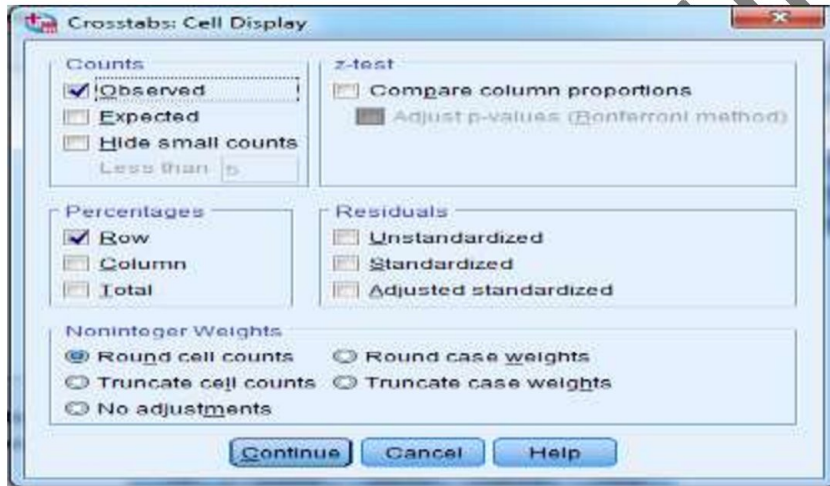 Crosstabs: Cell Display
Counts
Observed
Expected
Hide small counts
Less than 5
z-test
Compare column proportions
Adjust p-values (Bonferroni method)
Percentages
Row
Column
Total
Residuals
Unstandardized
Standardized
Adjusted standardized
Noninteger Weights
Round cell counts
Round case weights
Truncate cell counts
Truncate case weights
No adjustments
Continue
Cancel
Help